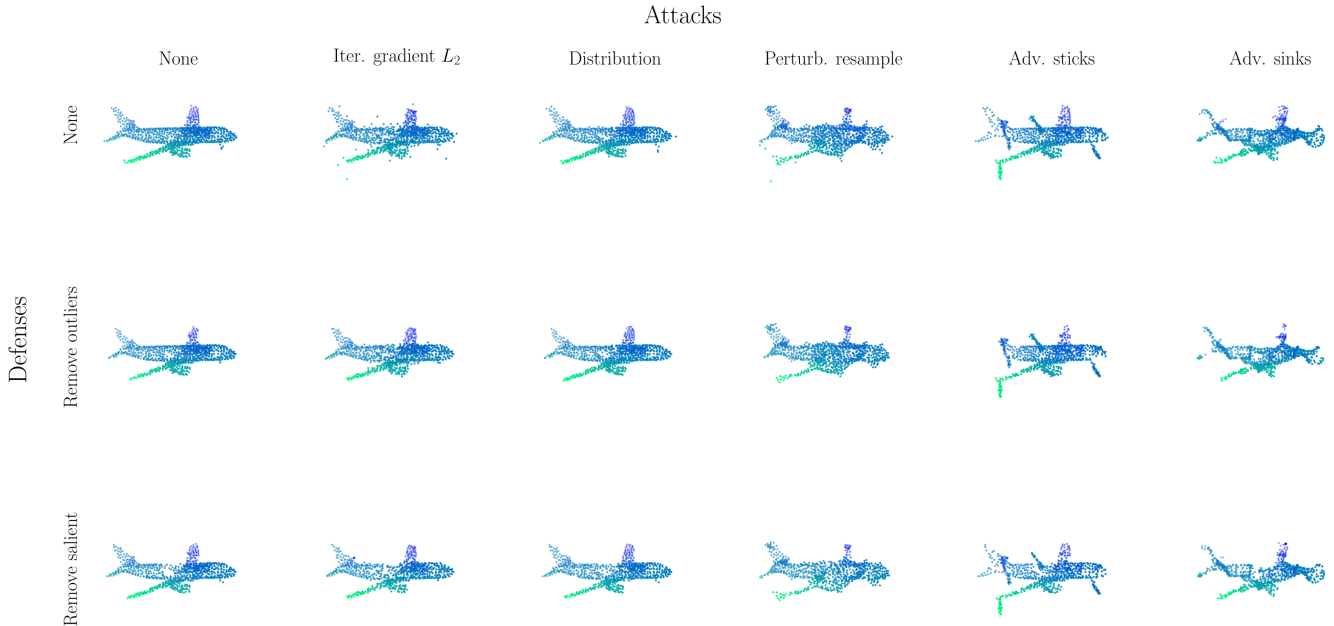 Attacks
None
Iter. gradient L₂
Distribution
Perturb. resample
Adv. sticks
Adv. sinks
Defenses
None
Remove outliers
Remove salient